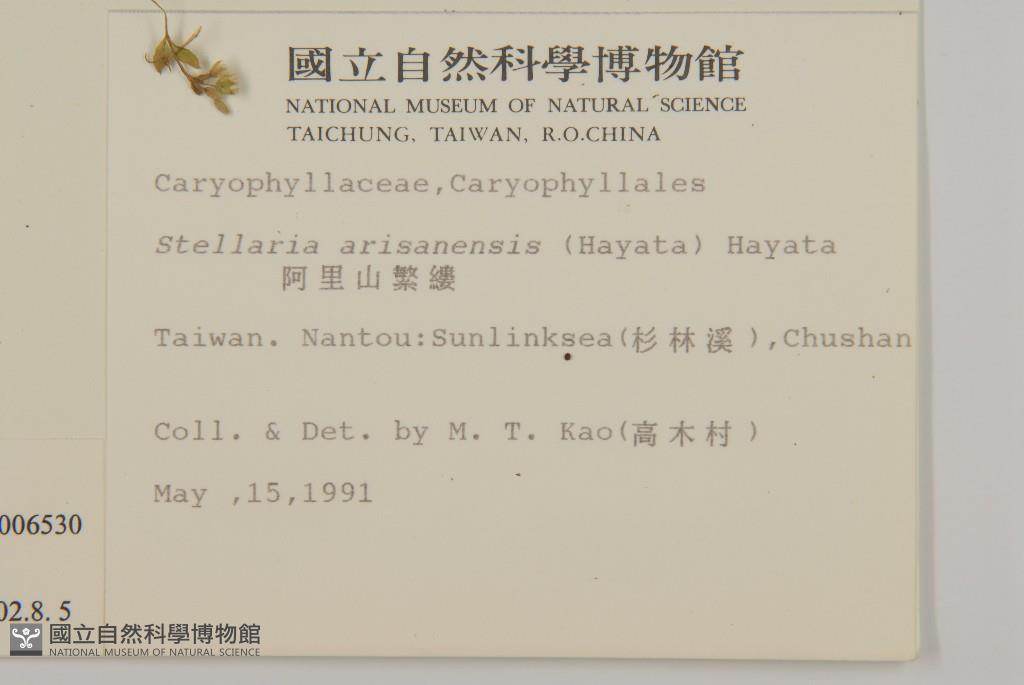 國立自然科學博物館
NATIONAL MUSEUM OF NATURAL SCIENCE
TAICHUNG, TAIWAN, R.O.CHINA
Caryophyllaceae,Caryophyllales
Stellaria arisanensis (Hayata) Hayata
阿里山繁縷
Taiwan. Nantou:Sunlinksea(杉林溪),Chushan
Coll. & Det. by M. T. Kao(高木村)
May ,15,1991
006530
02.8. 5
國立自然科學博物館
NATIONAL MUSEUM OF NATURAL SCIENCE